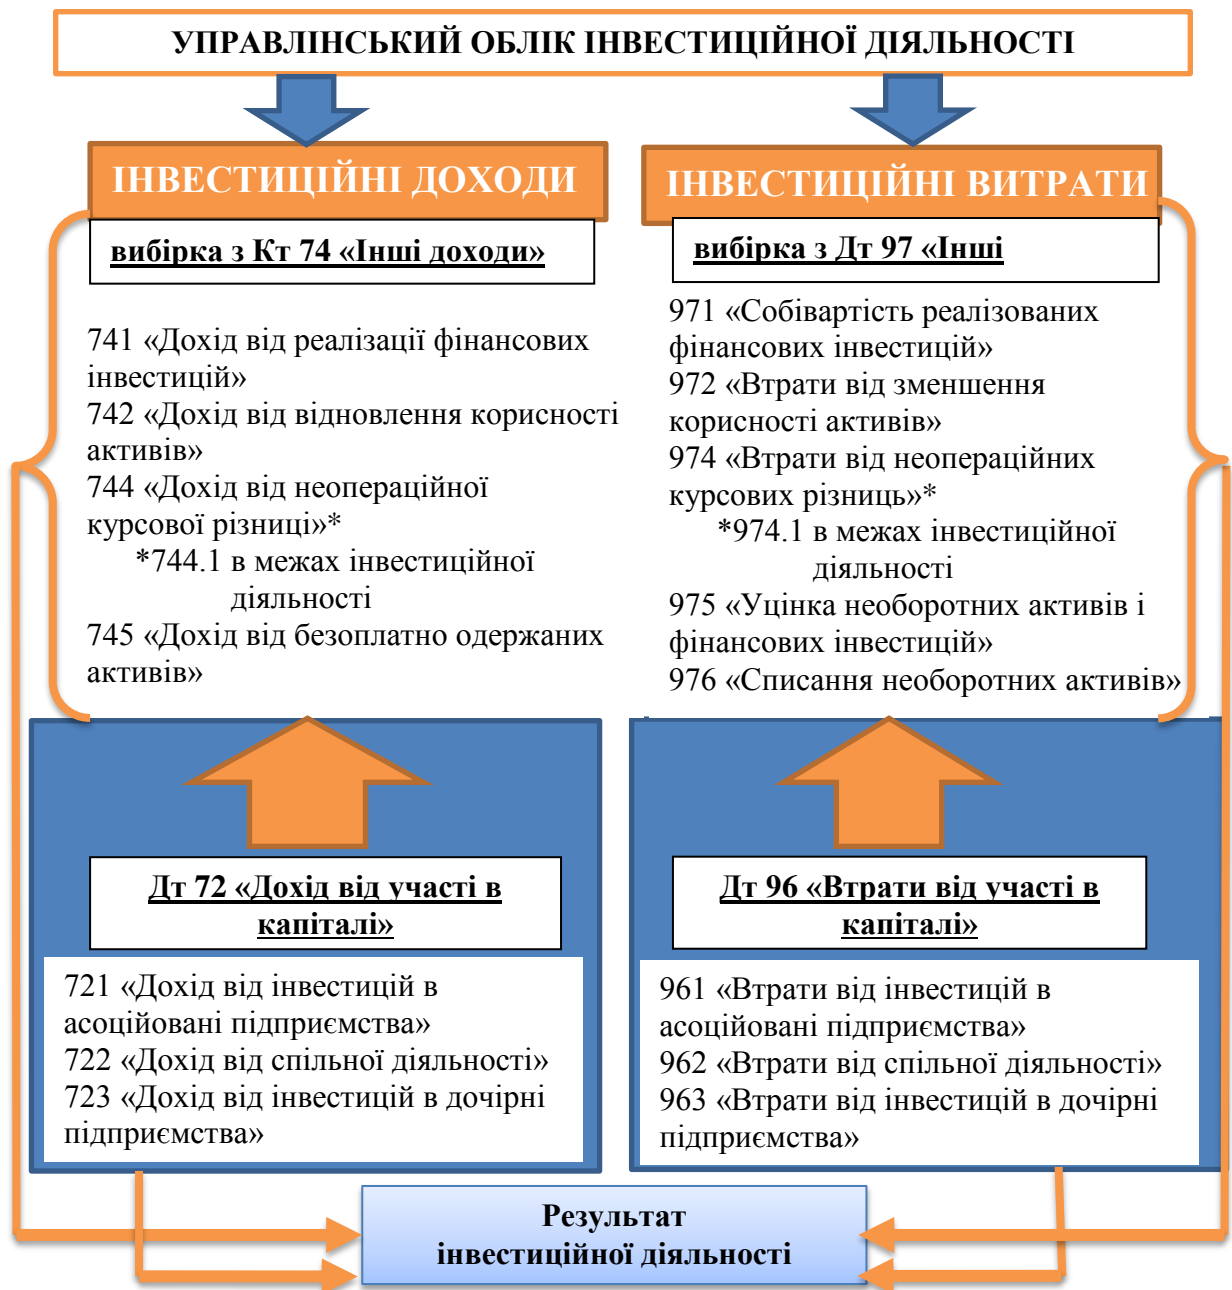 УПРАВЛІНСЬКИЙ ОБЛІК ІНВЕСТИЦІЙНОЇ ДІЯЛЬНОСТІ
ІНВЕСТИЦІЙНІ ДОХОДИ
вибірка з Кт 74 «Інші доходи»
741 «Дохід від реалізації фінансових
інвестицій»
742 «Дохід від відновлення корисності
активів»
744 «Дохід від неопераційної
курсової різниці»*
*744.1 в межах інвестиційної
діяльності
745 «Дохід від безоплатно одержаних
активів»
Дт 72 «Дохід від участі в
капіталі»
721 «Дохід від інвестицій в
асоційовані підприємства»
722 «Дохід від спільної діяльності»
723 «Дохід від інвестицій в дочірні
підприємства»
ІНВЕСТИЦІЙНІ ВИТРАТИ
вибірка з Дт 97 «Інші
971 «Собівартість реалізованих
фінансових інвестицій»
972 «Втрати від зменшення
корисності активів»
974 «Втрати від неопераційних
курсових різниць»*
*974.1 в межах інвестиційної
діяльності
975 «Уцінка необоротних активів і
фінансових інвестицій»
976 «Списання необоротних активів»
Дт 96 «Втрати від участі в
капіталі»
961 «Втрати від інвестицій в
асоційовані підприємства»
962 «Втрати від спільної діяльності»
963 «Втрати від інвестицій в дочірні
підприємства»
Результат
інвестиційної діяльності